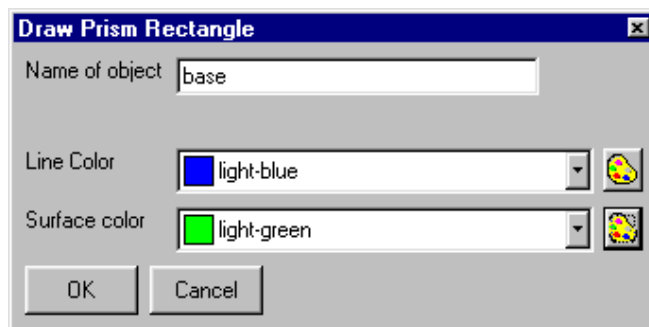 Draw Prism Rectangle
Name of object base
Line Color light-blue
Surface color light-green
OK Cancel